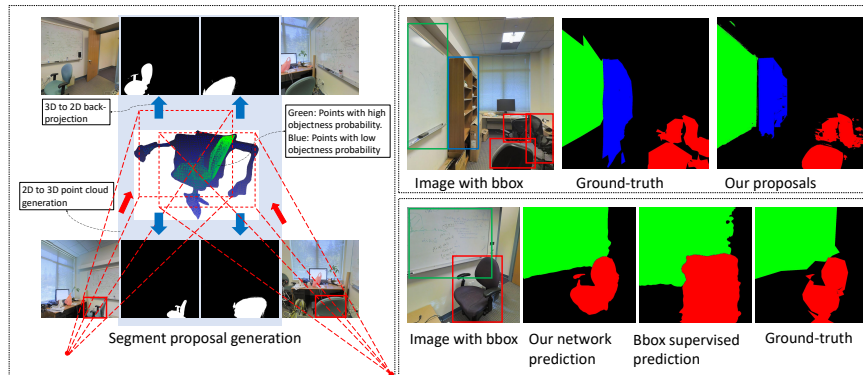 3D to 2D back-
projection
Green: Points with high
objectness probability.
Blue: Points with low
objectness probability
2D to 3D point cloud
generation
Segment proposal generation
Image with bbox
Ground-truth
Our proposals
Image with bbox
Our network
prediction
Bbox supervised
prediction
Ground-truth